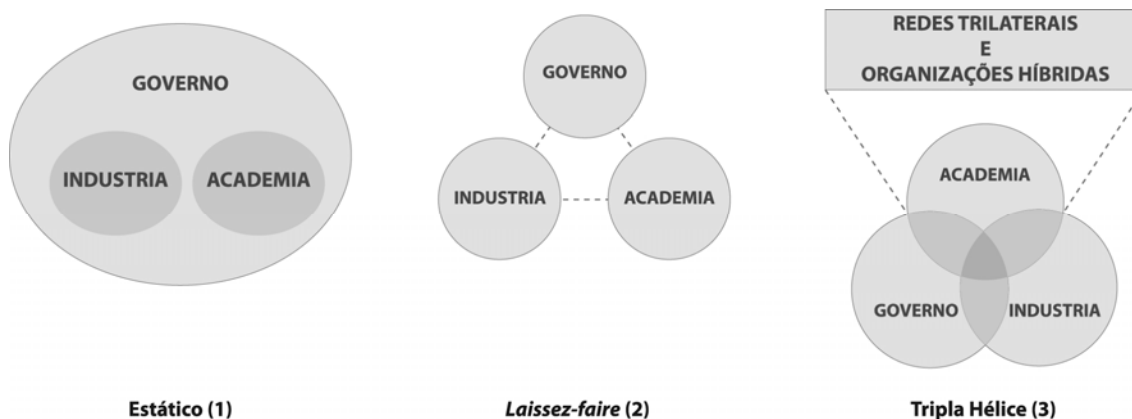 GOVERNO
INDUSTRIA
ACADEMIA
Estático (1)
GOVERNO
INDUSTRIA
ACADEMIA
Laissez-faire (2)
REDES TRILATERAIS
E
ORGANIZAÇÕES HÍBRIDAS
ACADEMIA
GOVERNO
INDUSTRIA
Tripla Hélice (3)